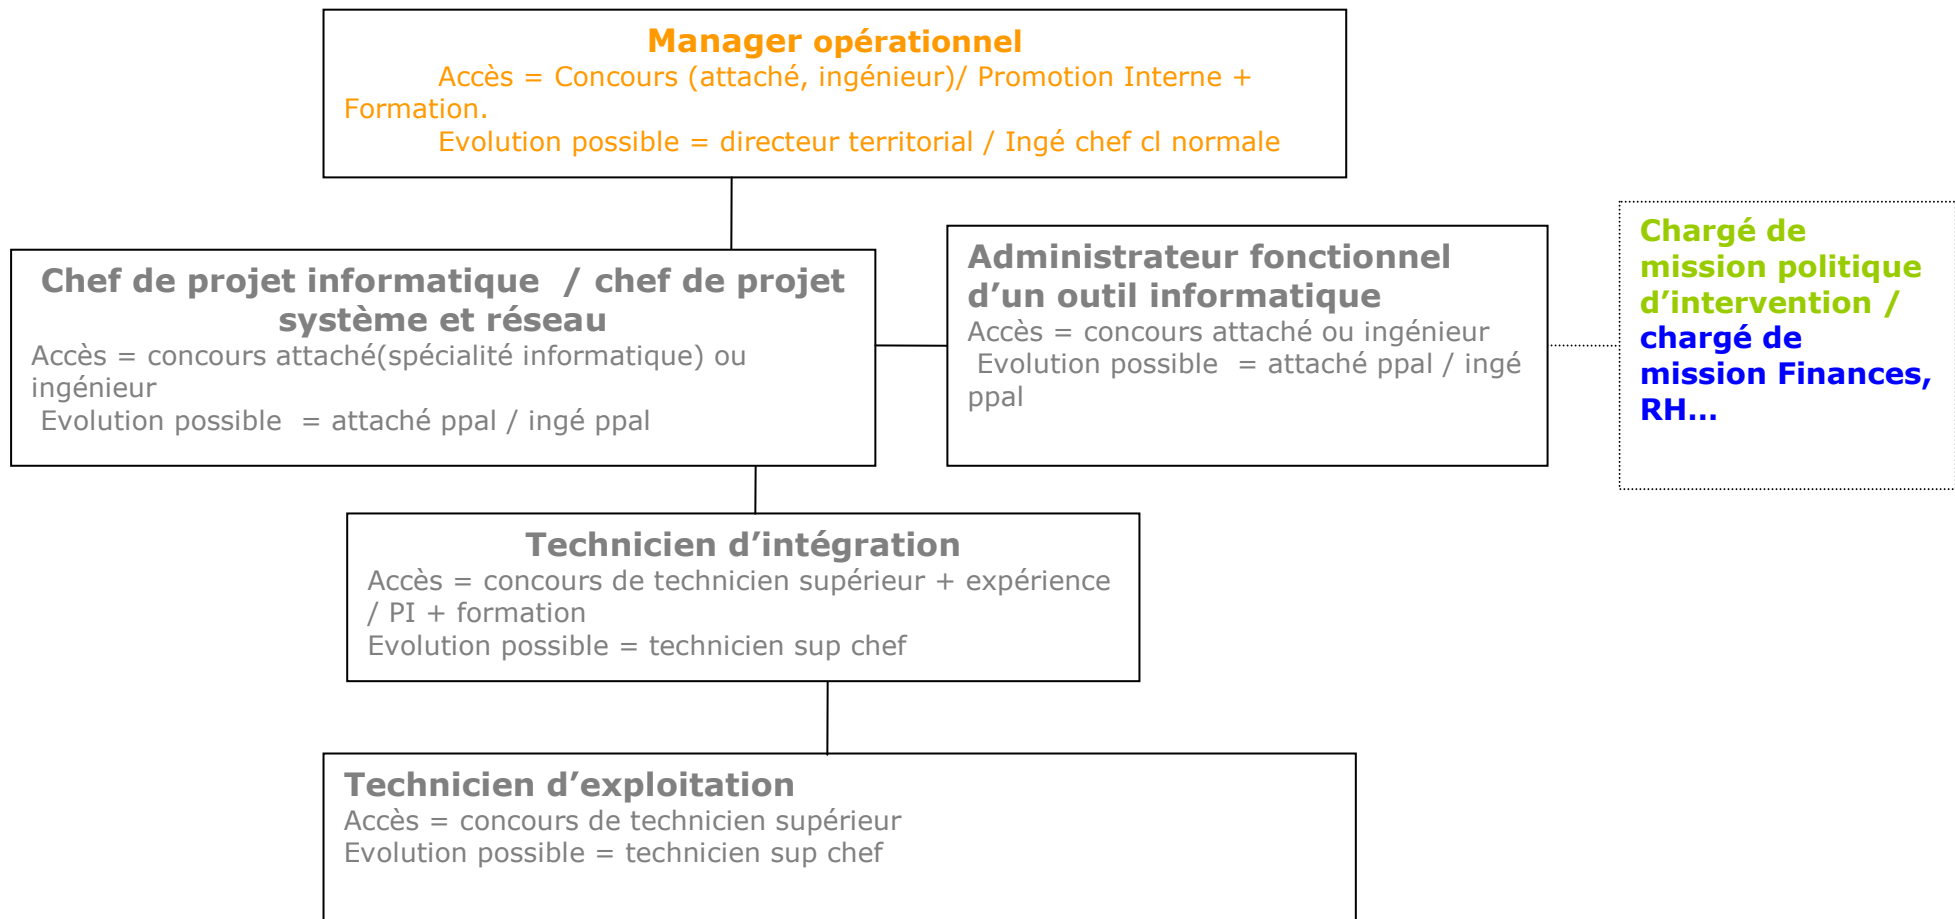 Manager opérationnel
Accès = Concours (attaché, ingénieur)/ Promotion Interne +
Formation.
Evolution possible = directeur territorial / Ingé chef cl normale
Chef de projet informatique / chef de projet
système et réseau
Accès = concours attaché(spécialité informatique) ou
ingénieur
Evolution possible = attaché ppal / ingé ppal
Administrateur fonctionnel
d’un outil informatique
Accès = concours attaché ou ingénieur
Evolution possible = attaché ppal / ingé
ppal
Chargé de
mission politique
d’intervention /
chargé de
mission Finances,
RH...
Technicien d’intégration
Accès = concours de technicien supérieur + expérience
/ PI + formation
Evolution possible = technicien sup chef
Technicien d’exploitation
Accès = concours de technicien supérieur
Evolution possible = technicien sup chef